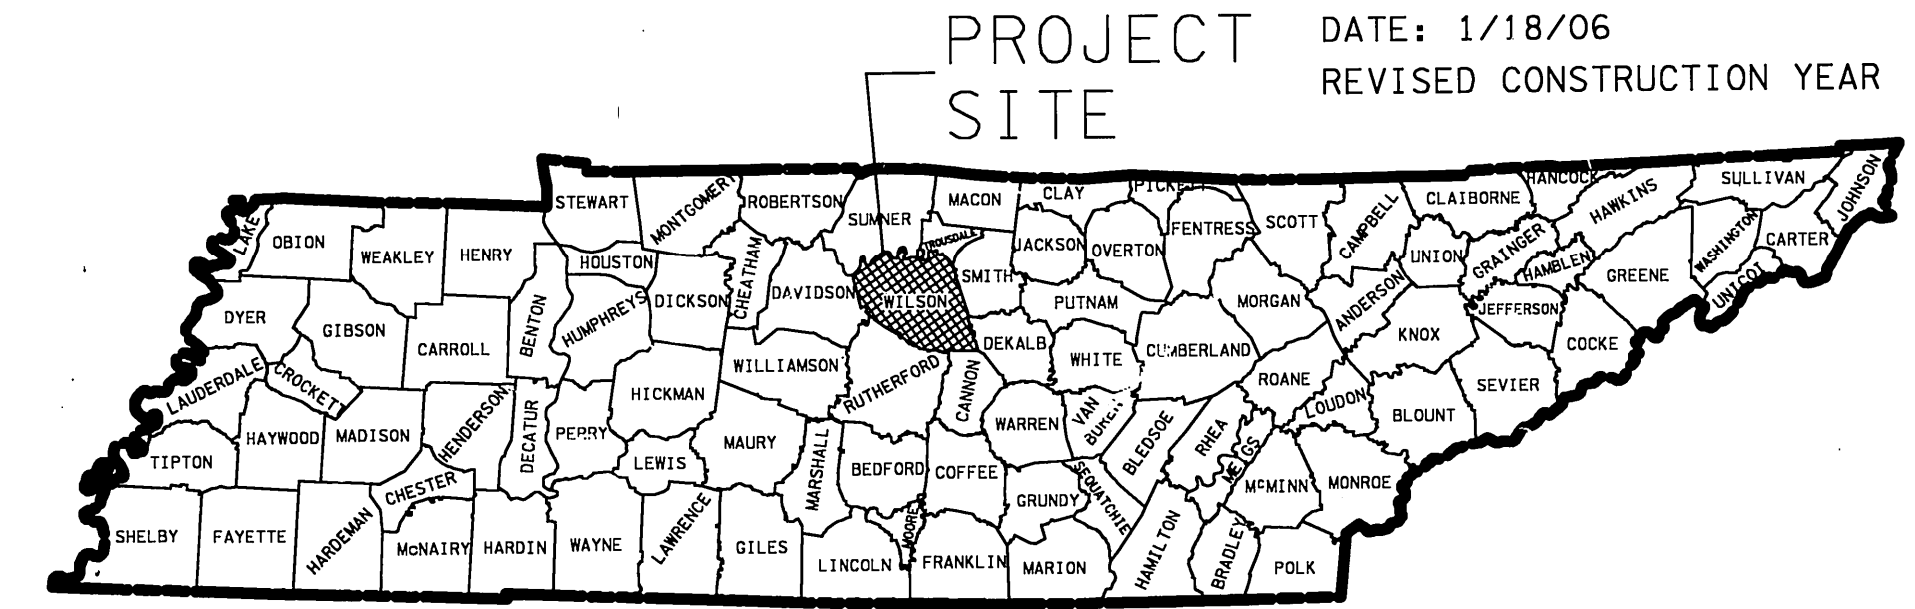 PROJECT
SITE
DATE: 1/18/06
REVISED CONSTRUCTION YEAR
STEWART
MONTGOMERY
ROBERTSON
SUMNER
MACON
CLAY
PICKETT
FENTRESS
SCOTT
CAMPBELL
CLAIBORNE
HANCOCK
HAWKINS
SULLIVAN
JOHNSON
LAKE
OBION
WEAKLEY
HENRY
HOUSTON
CHEATHAM
DAVIDSON
TROUSDALE
JACKSON
OVERTON
UNION
GRAINGER
HAMBLEN
GREENE
WASHINGTON
CARTER
UNICOI
DYER
GIBSON
CARROLL
BENTON
HUMPHREYS
DICKSON
WILSON
SMITH
PUTNAM
MORGAN
ANDERSON
KNOX
JEFFERSON
COCKE
LAUDERDALE
CROCKETT
WILLIAMSON
RUTHERFORD
DEKALB
WHITE
CUMBERLAND
ROANE
LOUDON
SEVIER
BLOUNT
TIPTON
HAYWOOD
MADISON
HENDERSON
DECATUR
PERRY
HICKMAN
LEWIS
MAURY
MARSHALL
BEDFORD
CANNON
COFFEE
WARREN
VAN
BUREN
BLEDSOE
RHEA
MEIGS
McMINN
MONROE
SHELBY
FAYETTE
HARDEMAN
CHESTER
McNAIRY
HARDIN
WAYNE
LAWRENCE
GILES
LINCOLN
MOORE
FRANKLIN
GRUNDY
SEQUATCHIE
MARION
HAMILTON
BRADLEY
POLK